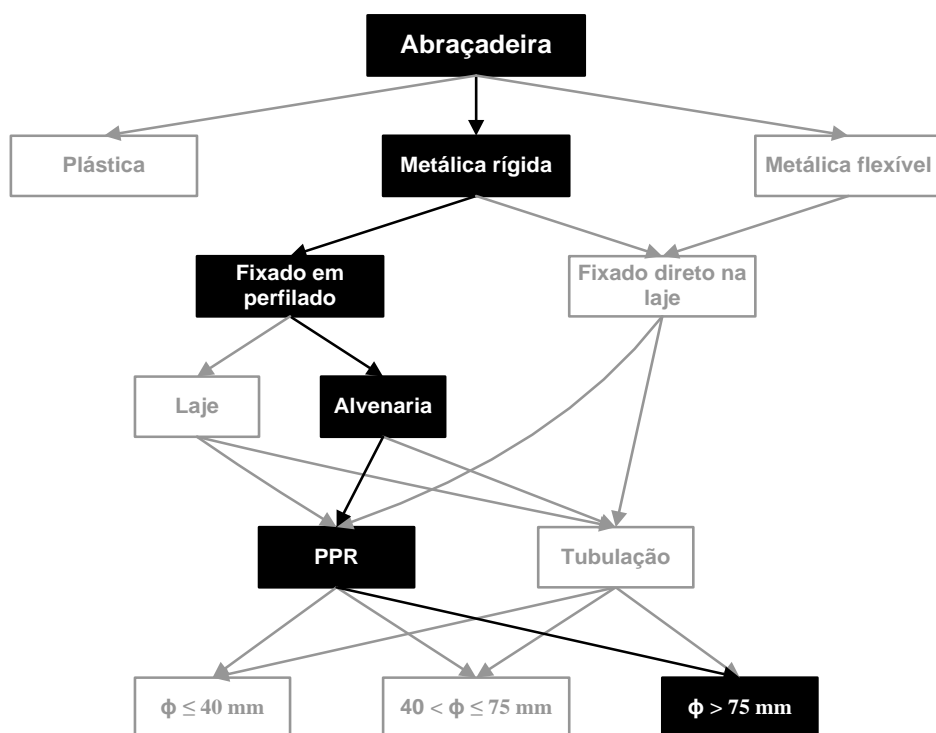 Abraçadeira
Plástica
Metálica rígida
Metálica flexível
Fixado em
perfilado
Fixado direto na
laje
Laje
Alvenaria
PPR
Tubulação
ϕ ≤ 40 mm
40 < ϕ ≤ 75 mm
ϕ > 75 mm